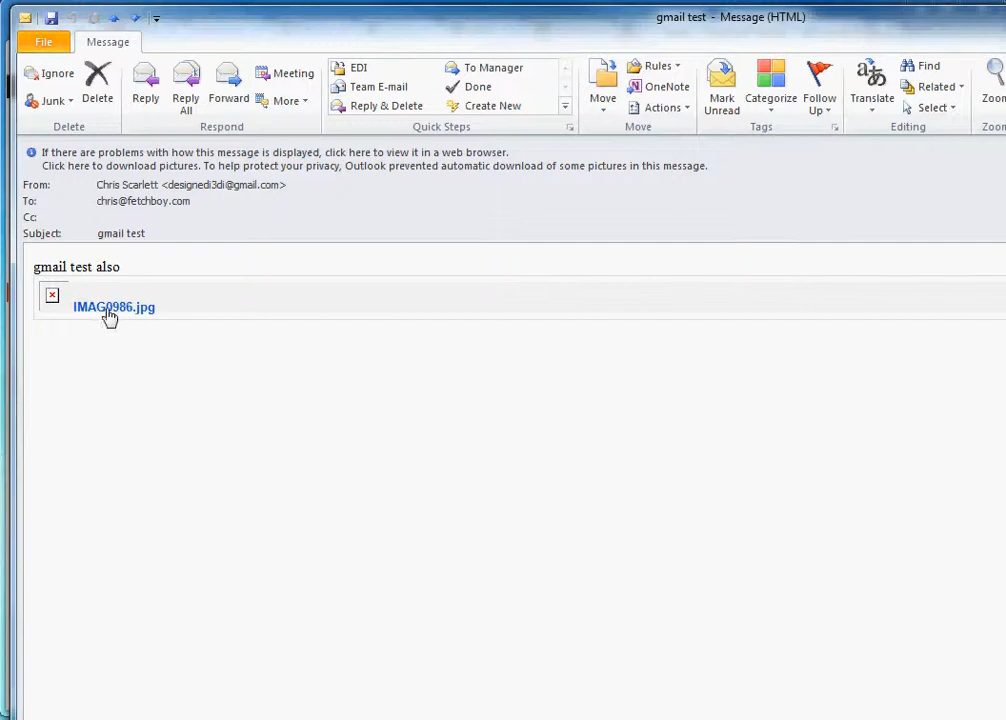 gmail test - Message (HTML)
File Message
Ignore
Junk
Delete
Reply
Reply All
Forward
Meeting
More
EDI
To Manager
Team E-mail
Done
Reply & Delete
Create New
Move
Rules
OneNote
Actions
Mark Unread
Categorize
Follow Up
Translate
Find
Related
Select
Delete
Respond
Quick Steps
Move
Tags
Editing
If there are problems with how this message is displayed, click here to view it in a web browser.
Click here to download pictures. To help protect your privacy, Outlook prevented automatic download of some pictures in this message.
From: Chris Scarlett <designedi3di@gmail.com>
To: chris@fetchboy.com
Cc:
Subject: gmail test
gmail test also
IMAG0986.jpg